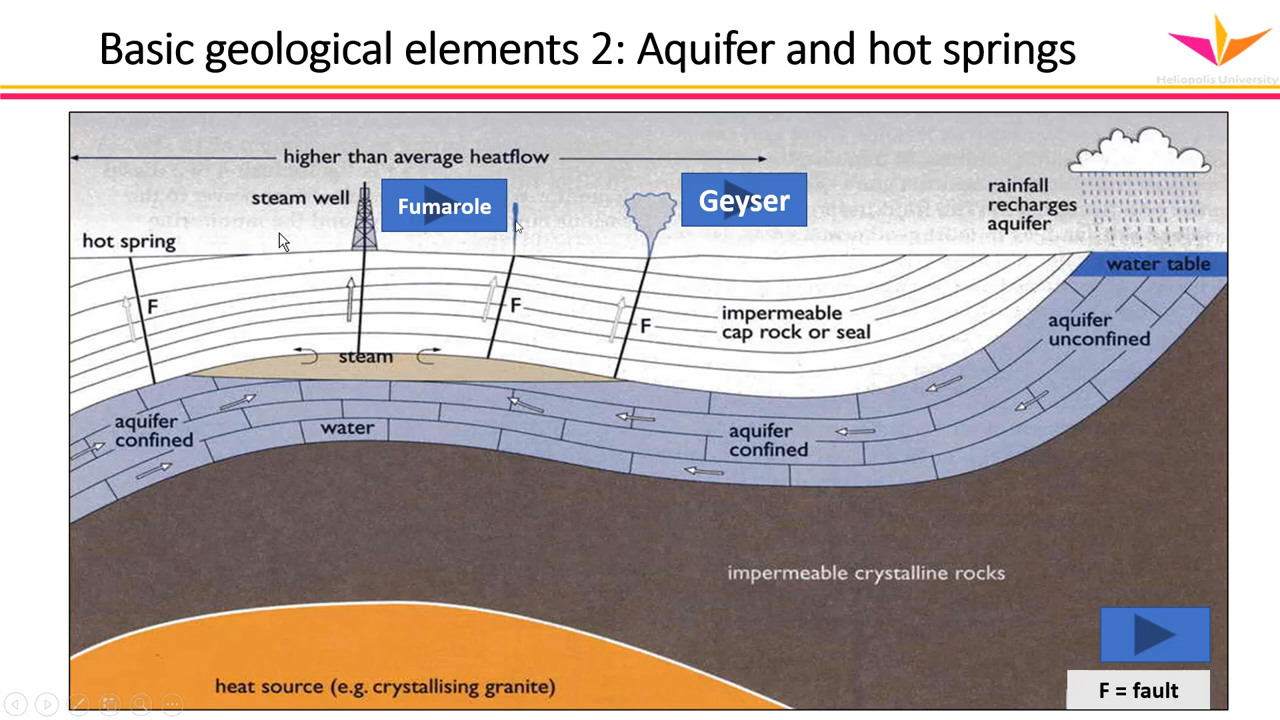 Basic geological elements 2: Aquifer and hot springs
Heliopolis University
higher than average heatflow
steam well
Fumarole
Geyser
rainfall
recharges
aquifer
hot spring
water table
F
F
F
impermeable
cap rock or seal
aquifer
unconfined
steam
aquifer
confined
water
aquifer
confined
impermeable crystalline rocks
heat source (e.g. crystallising granite)
F = fault